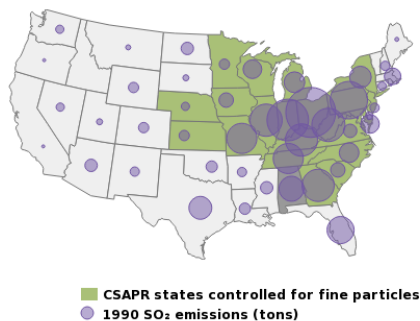 CSAPR states controlled for fine particles
1990 SO₂ emissions (tons)